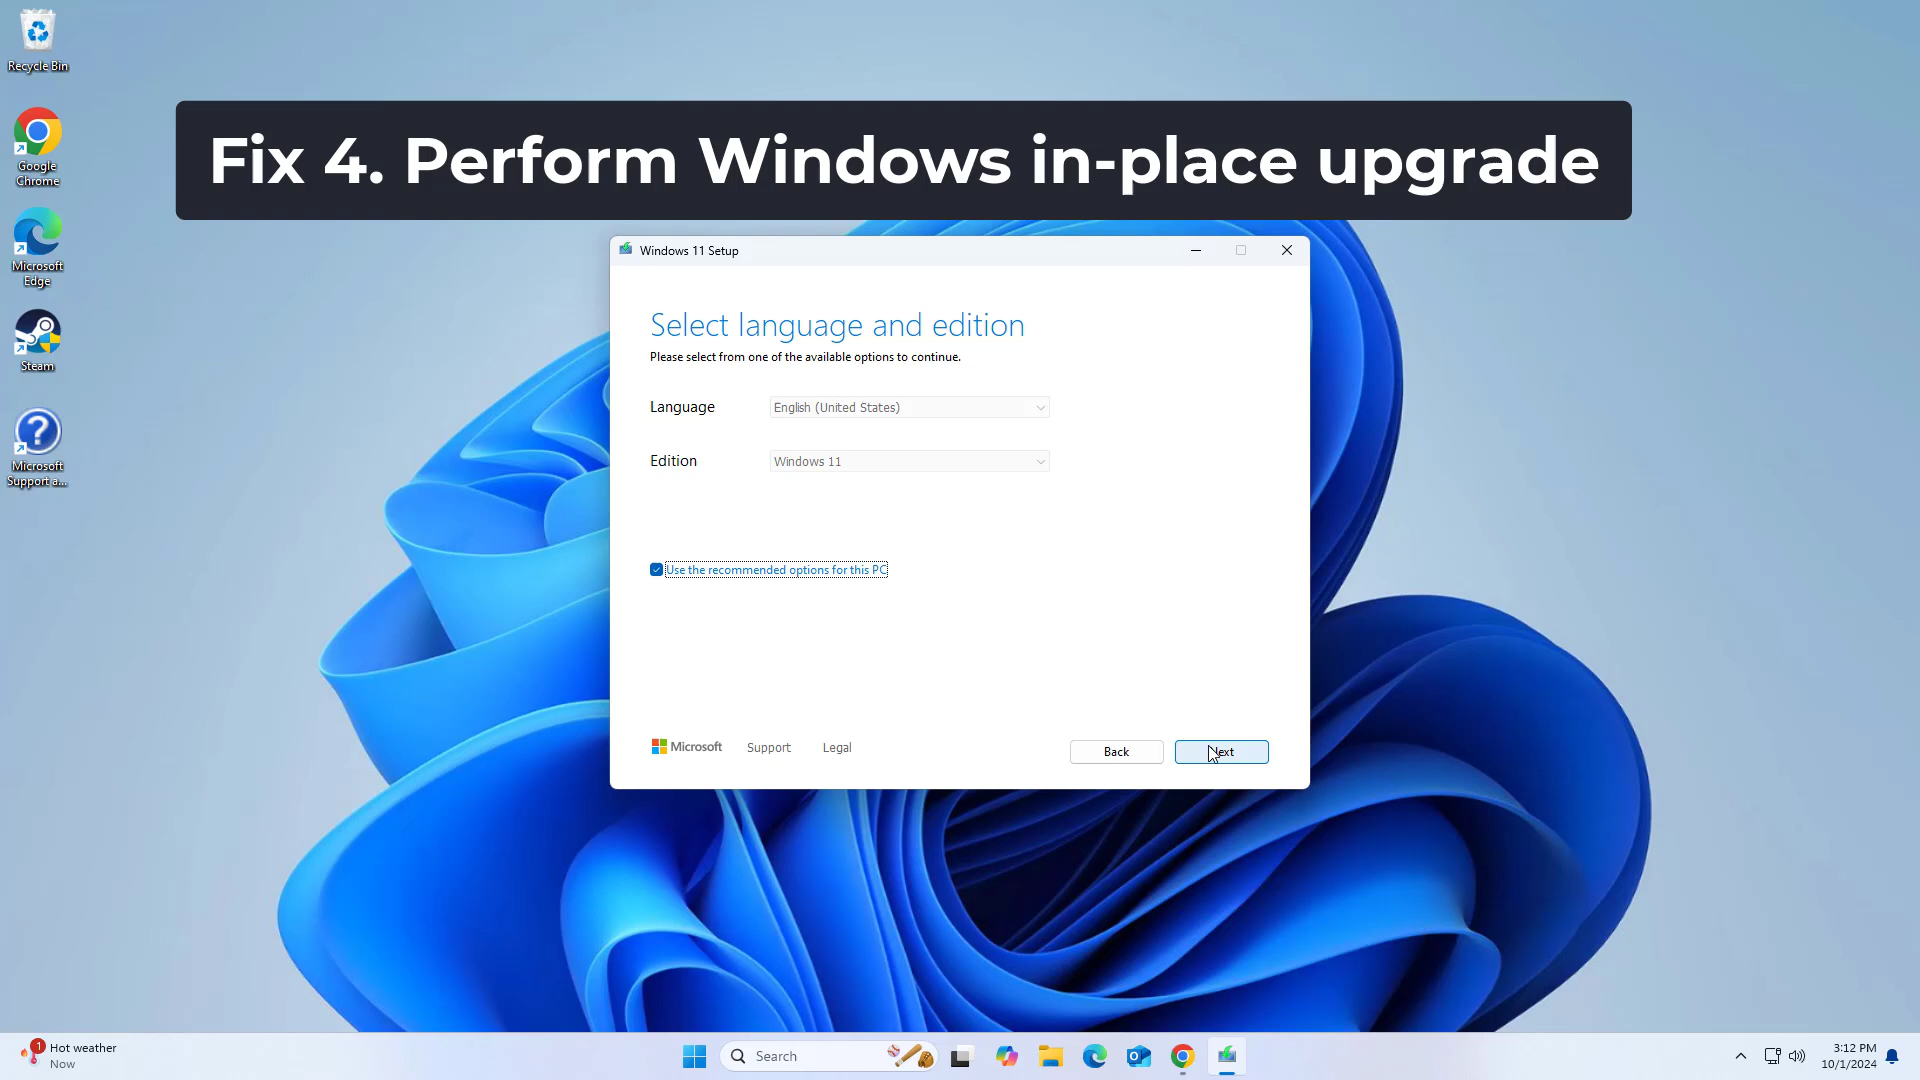 Recycle Bin
Google
Chrome
Microsoft
Edge
Steam
Microsoft
Support a...
Fix 4. Perform Windows in-place upgrade
Windows 11 Setup
Select language and edition
Please select from one of the available options to continue.
Language
English (United States)
Edition
Windows 11
Use the recommended options for this PC
Microsoft
Support
Legal
Back
1
Hot weather
Now
Search
3:12 PM
10/1/2024